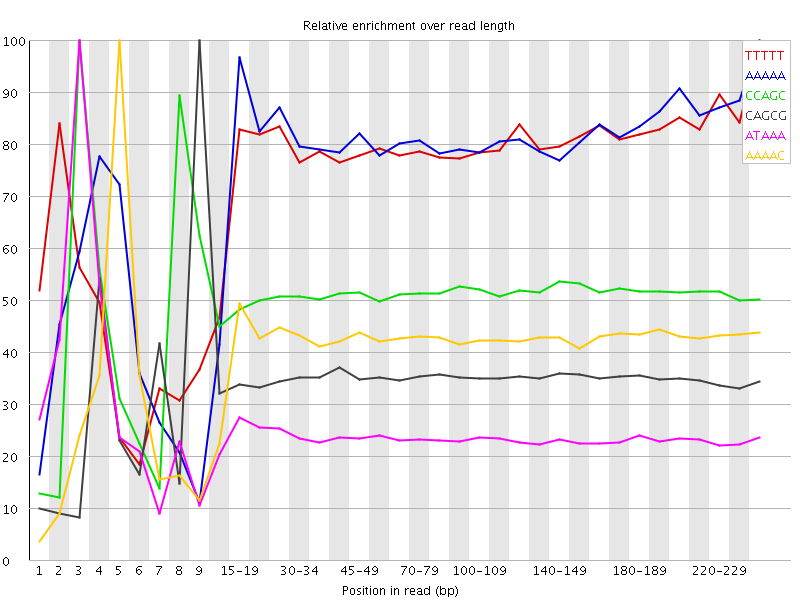 Relative enrichment over read length
100
90
80
70
60
50
40
30
20
10
0
TTTTT
AAAAA
CCAGC
CAGCG
ATAAA
AAAAC
1 2 3 4 5 6 7 8 9 15-19 30-34 45-49 70-79 100-109 140-149 180-189 220-229
Position in read (bp)